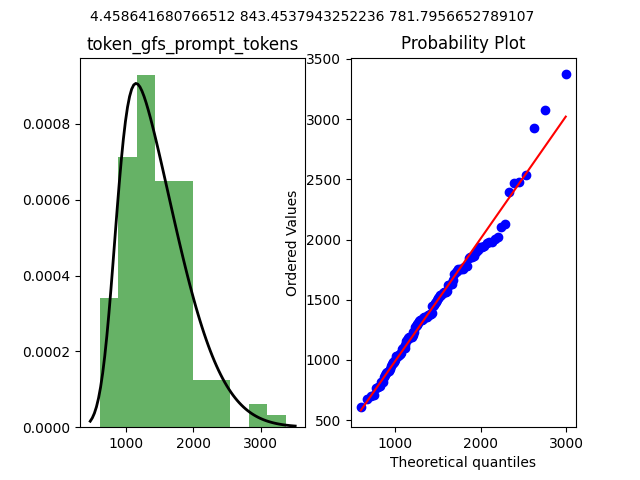 4.458641680766512 843.4537943252236 781.7956652789107
token_gfs_prompt_tokens
Probability Plot
0.0008
0.0006
0.0004
0.0002
0.0000
1000 2000 3000
Ordered Values
3500
3000
2500
2000
1500
1000
500
1000 2000 3000
Theoretical quantiles